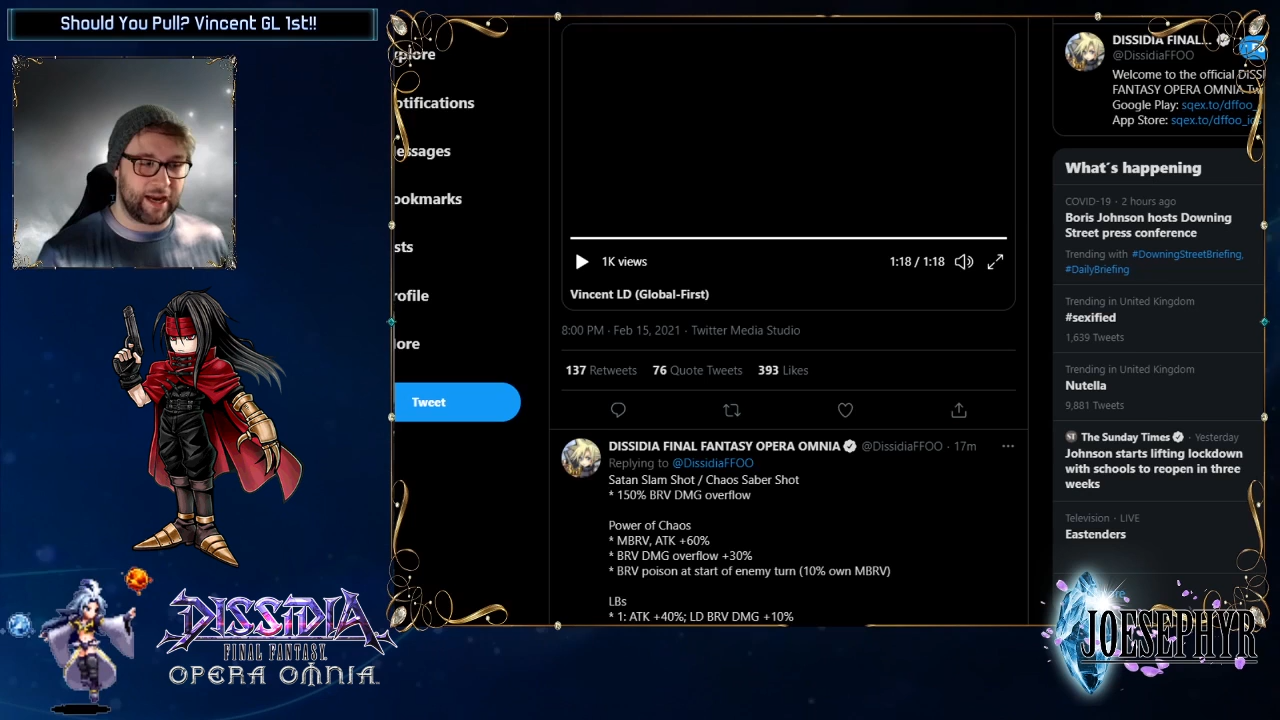 Should You Pull? Vincent GL 1st!!
xplore
otifications
essages
ookmarks
sts
rofile
lore
Tweet
1K views
1:18 / 1:18
Vincent LD (Global-First)
8:00 PM · Feb 15, 2021 · Twitter Media Studio
137 Retweets 76 Quote Tweets 393 Likes
DISSIDIA FINAL FANTASY OPERA OMNIA @DissidiaFFOO · 17m
Replying to @DissidiaFFOO
Satan Slam Shot / Chaos Saber Shot
* 150% BRV DMG overflow
Power of Chaos
* MBRV, ATK +60%
* BRV DMG overflow +30%
* BRV poison at start of enemy turn (10% own MBRV)
LBs
* 1: ATK +40%; LD BRV DMG +10%
DISSIDIA FINAL...
@DissidiaFFOO
Welcome to the official DISSI
FANTASY OPERA OMNIA Tw
Google Play: sqex.to/dffoo_
App Store: sqex.to/dffoo_io
What's happening
COVID-19 · 2 hours ago
Boris Johnson hosts Downing
Street press conference
Trending with #DowningStreetBriefing,
#DailyBriefing
Trending in United Kingdom
#sexified
1,639 Tweets
Trending in United Kingdom
Nutella
9,881 Tweets
The Sunday Times · Yesterday
Johnson starts lifting lockdown
with schools to reopen in three
weeks
Television · LIVE
Eastenders
DISSIDIA
FINAL FANTASY
OPERA OMNIA
JOESEPHYR